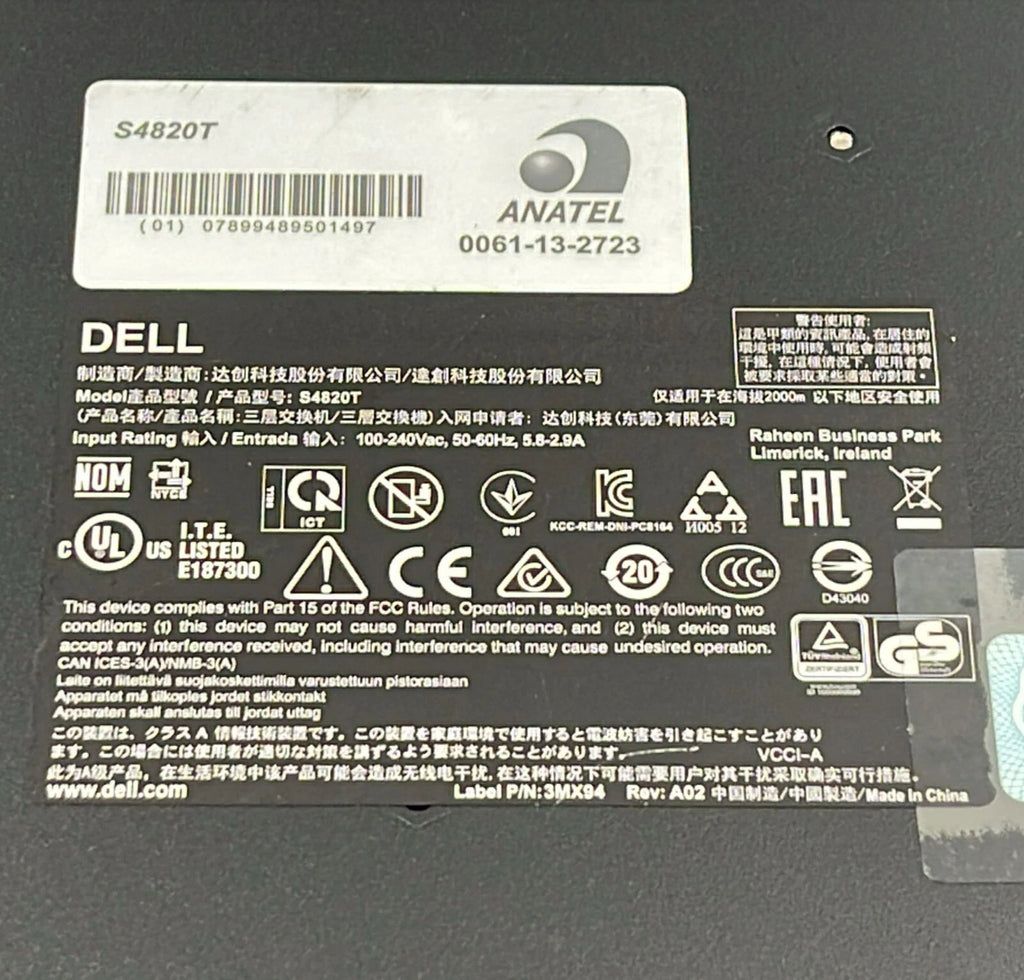 S4820T
(01) 07899489501497
ANATEL
0061-13-2723
DELL
制造商/製造商:达创科技股份有限公司/達創科技股份有限公司
Model產品型號 / 产品型号: S4820T
(产品名称/產品名稱:三层交换机/三層交換機)入网申请者: 达创科技(东莞)有限公司
Input Rating 輸入 / Entrada 输入: 100-240Vac, 50-60Hz, 5.8-2.9A
警告使用者:
這是甲類的資訊產品,在居住的
環境中使用時,可能會造成射頻
干擾,在這種情況下,使用者會
被要求採取某些適當的對策。
仅适用于在海拔2000m 以下地区安全使用
Raheen Business Park
Limerick, Ireland
NOM
NYCE
ICT
001
KCC-REM-DNI-PC8164
И005 12
EAC
C UL US
I.T.E.
LISTED
E187300
CE
20
CCC S&E
D43040
This device complies with Part 15 of the FCC Rules. Operation is subject to the following two
conditions: (1) this device may not cause harmful interference, and (2) this device must
accept any interference received, including interference that may cause undesired operation.
TÜVRheinland
ZERTIFIZIERT
GS
CAN ICES-3(A)/NMB-3(A)
Laite on liitettävä suojakoskettimilla varustettuun pistorasiaan
Apparatet må tilkoples jordet stikkontakt
Apparaten skall anslutas till jordat uttag
この装置は、クラス A 情報技術装置です。この装置を家庭環境で使用すると電波妨害を引き起こすことがあり
ます。この場合には使用者が適切な対策を講ずるよう要求されることがあります。 VCCI-A
此为A级产品，在生活环境中该产品可能会造成无线电干扰，在这种情况下可能需要用户对其干扰采取确实可行措施。
www.dell.com Label P/N:3MX94 Rev: A02 中国制造/中國製造/Made in China